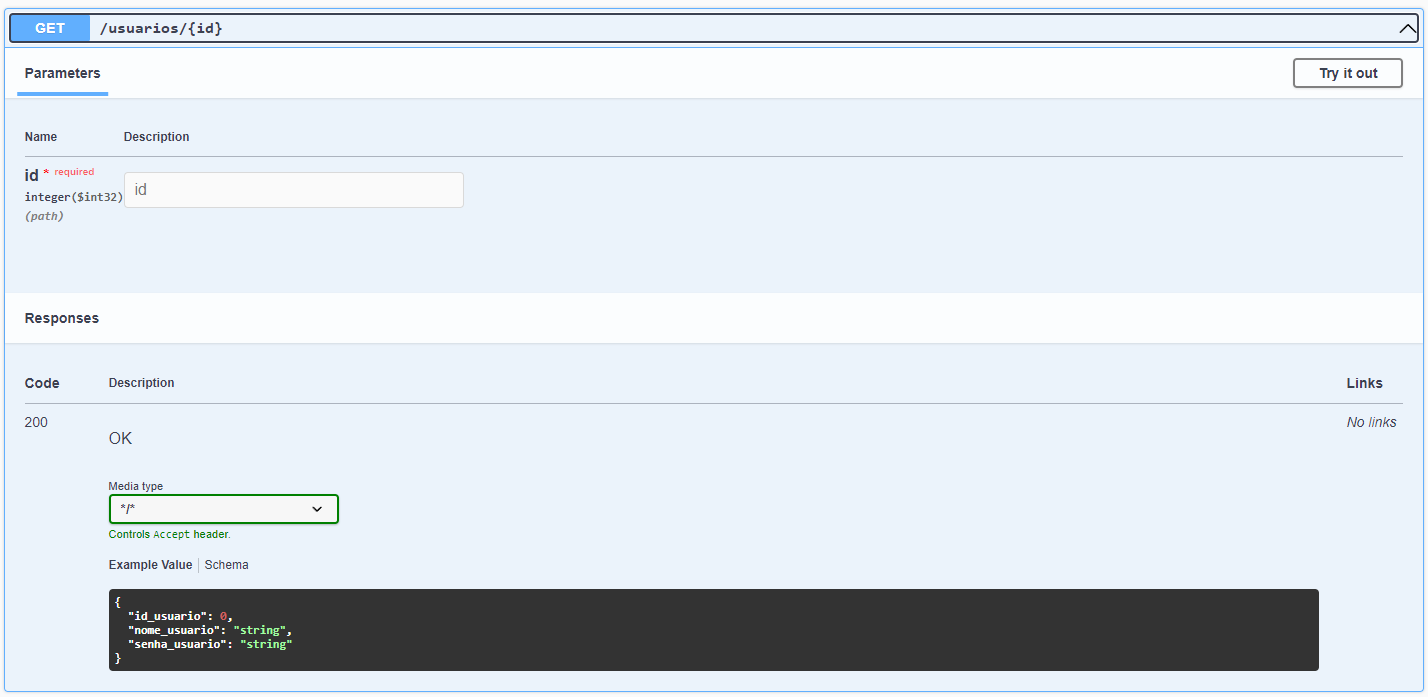 GET /usuarios/{id}
Parameters
Try it out
Name Description
id * required
integer($int32)
(path)
id
Responses
Code Description Links
200
OK
No links
Media type
*/*
Controls Accept header.
Example Value Schema
{
  "id_usuario": 0,
  "nome_usuario": "string",
  "senha_usuario": "string"
}